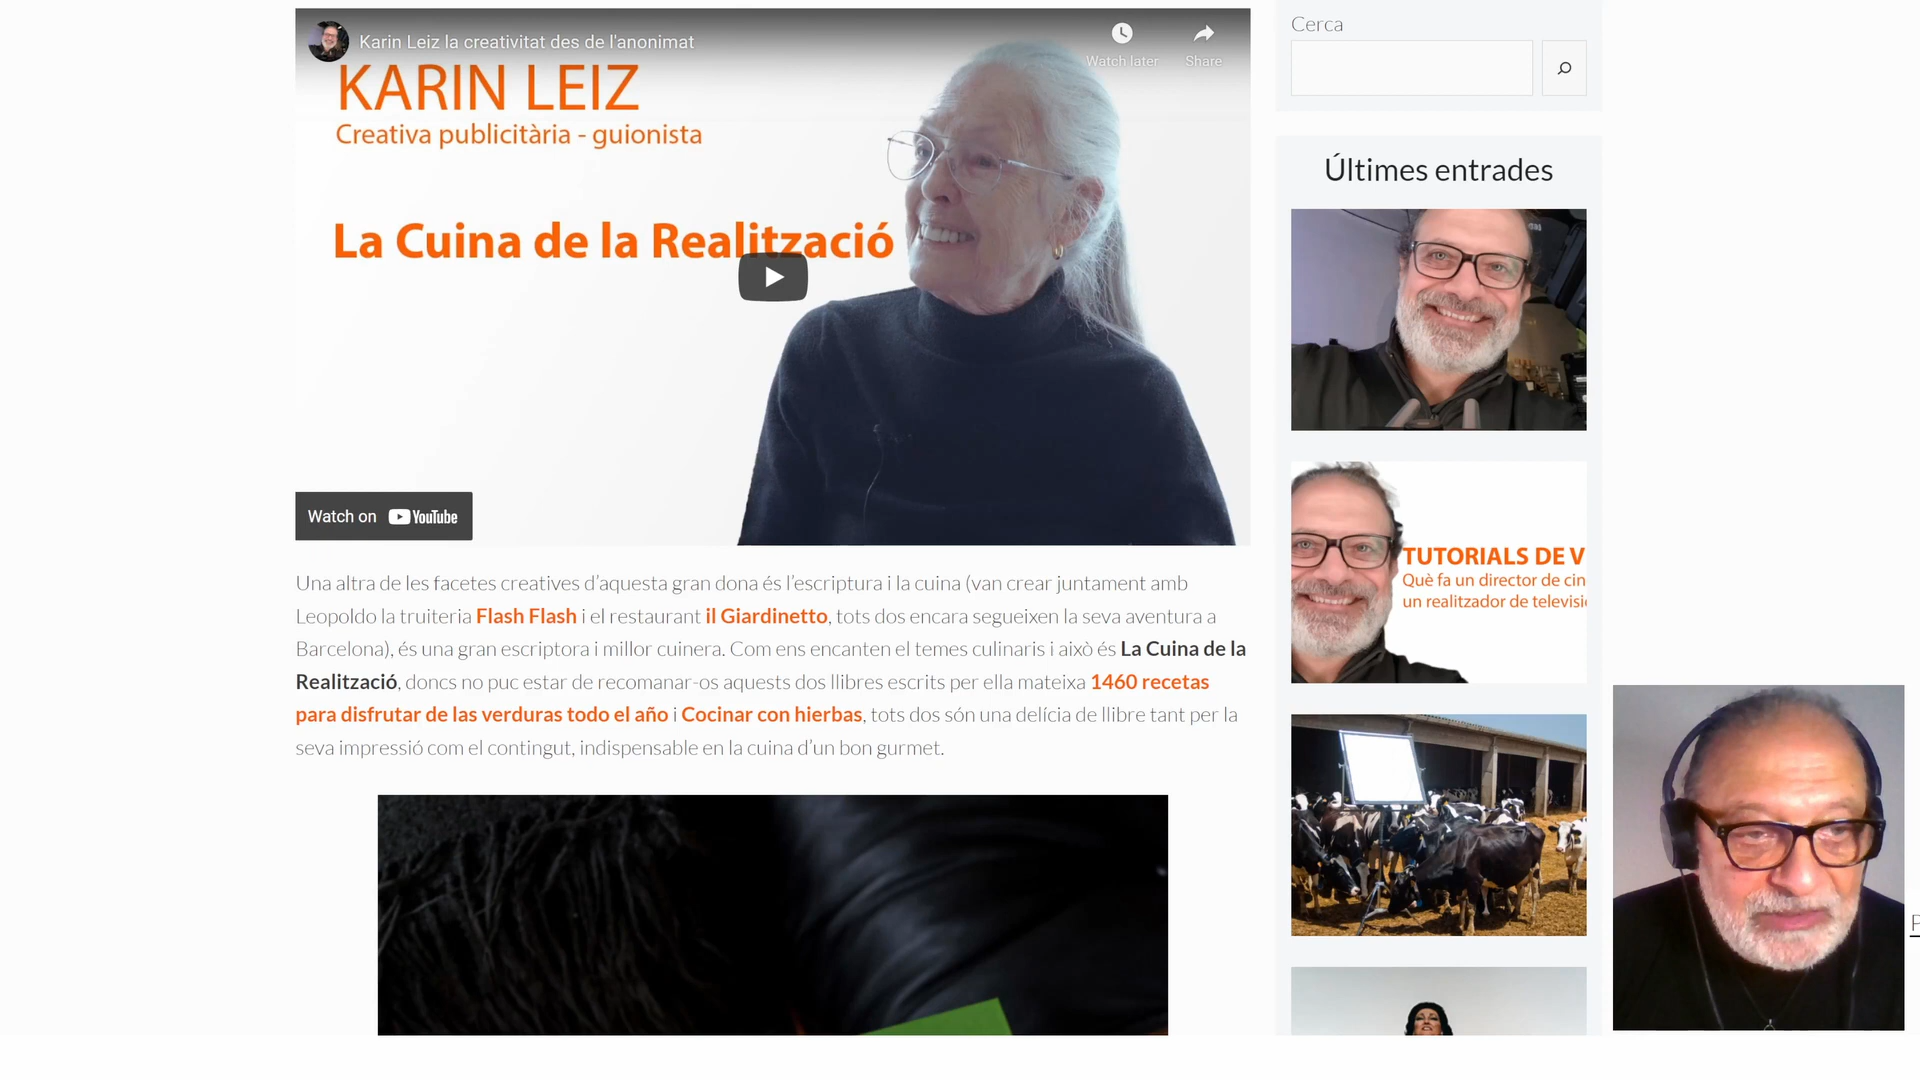 Karin Leiz la creativitat des de l'anonimat
Watch later
Share
KARIN LEIZ
Creativa publicitària - guionista
La Cuina de la Realització
Watch on YouTube
Una altra de les facetes creatives d’aquesta gran dona és l’escriptura i la cuina (van crear juntament amb
Leopoldo la truiteria Flash Flash i el restaurant il Giardinetto, tots dos encara segueixen la seva aventura a
Barcelona), és una gran escriptora i millor cuinera. Com ens encanten el temes culinaris i això és La Cuina de la
Realització, doncs no puc estar de recomanar-os aquests dos llibres escrits per ella mateixa 1460 recetas
para disfrutar de las verduras todo el año i Cocinar con hierbas, tots dos són una delícia de llibre tant per la
seva impressió com el contingut, indispensable en la cuina d’un bon gurmet.
Cerca
Últimes entrades
TUTORIALS DE V
Què fa un director de cin
un realitzador de televisi
P